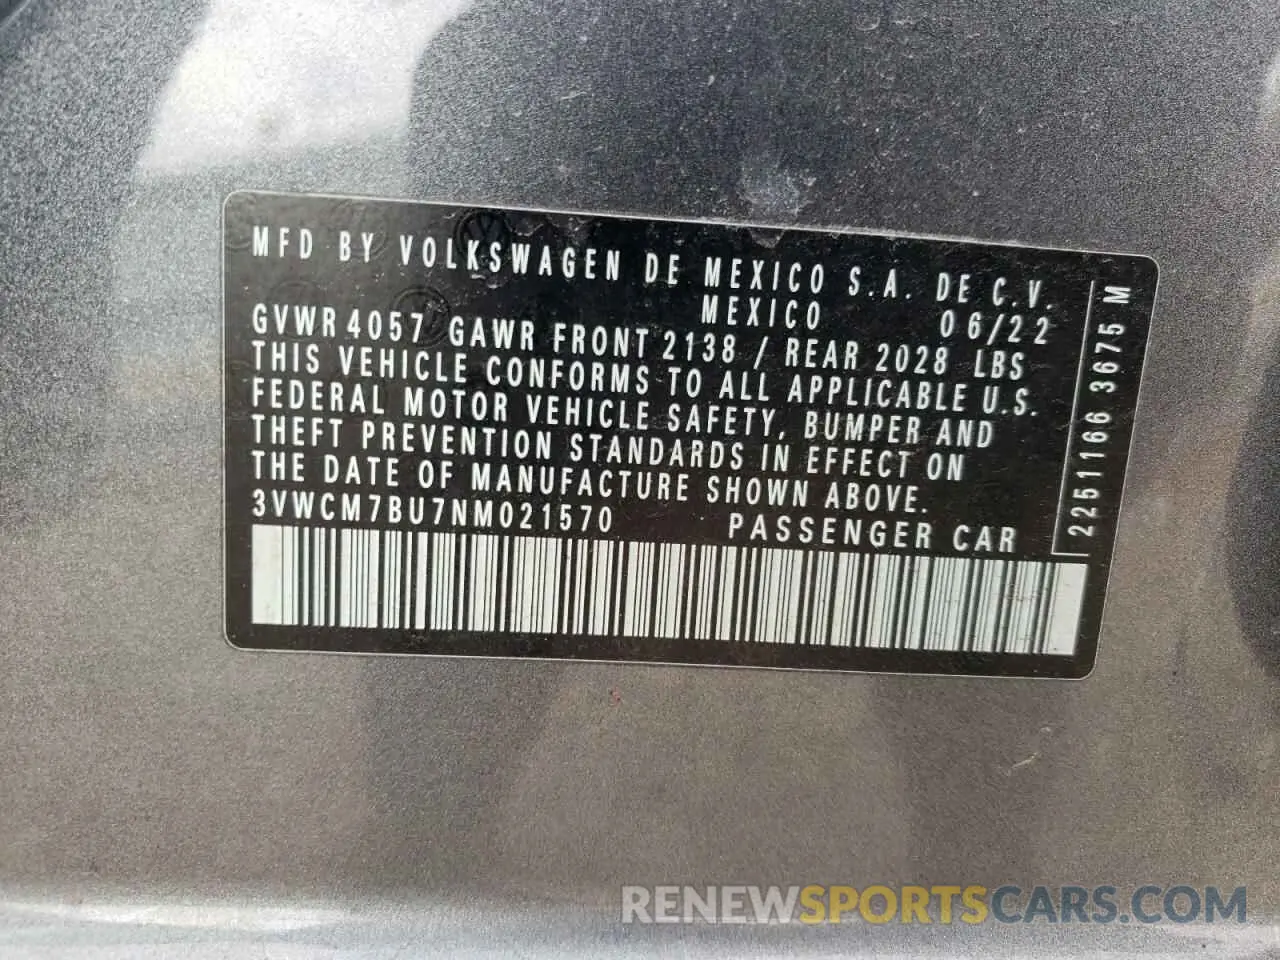 MFD BY VOLKSWAGEN DE MEXICO S.A. DE C.V.
MEXICO 06/22
GVWR 4057 GAWR FRONT 2138 / REAR 2028 LBS
THIS VEHICLE CONFORMS TO ALL APPLICABLE U.S.
FEDERAL MOTOR VEHICLE SAFETY, BUMPER AND
THEFT PREVENTION STANDARDS IN EFFECT ON
THE DATE OF MANUFACTURE SHOWN ABOVE.
3VWCM7BU7NM021570 PASSENGER CAR
2251166 3675 M
RENEWSPORTSCARS.COM